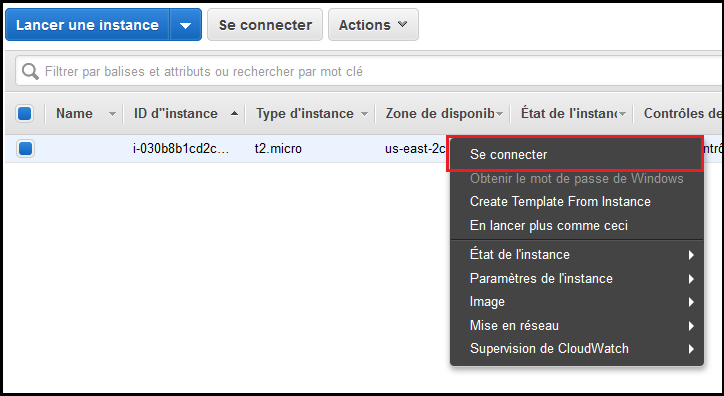 Lancer une instance Se connecter Actions
Filtrer par balises et attributs ou rechercher par mot clé
Name ID d"instance Type d'instance Zone de disponib État de l'instanc Contrôles de
i-030b8b1cd2c... t2.micro us-east-2c
Se connecter
Obtenir le mot de passe de Windows
Create Template From Instance
En lancer plus comme ceci
État de l'instance
Paramètres de l'instance
Image
Mise en réseau
Supervision de CloudWatch